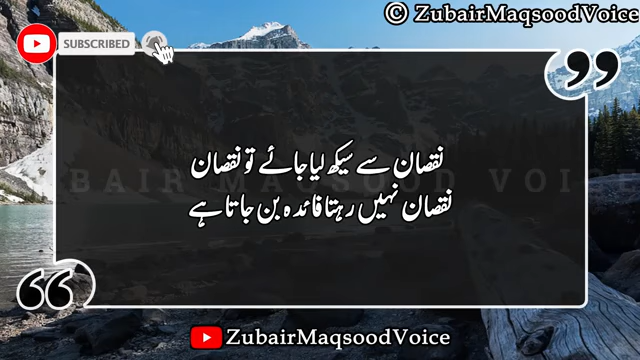 © ZubairMaqsoodVoice
SUBSCRIBED
نقصان سے سیکھ لیا جائے تو نقصان
نقصان نہیں رہتا فائدہ بن جاتا ہے
ZubairMaqsoodVoice